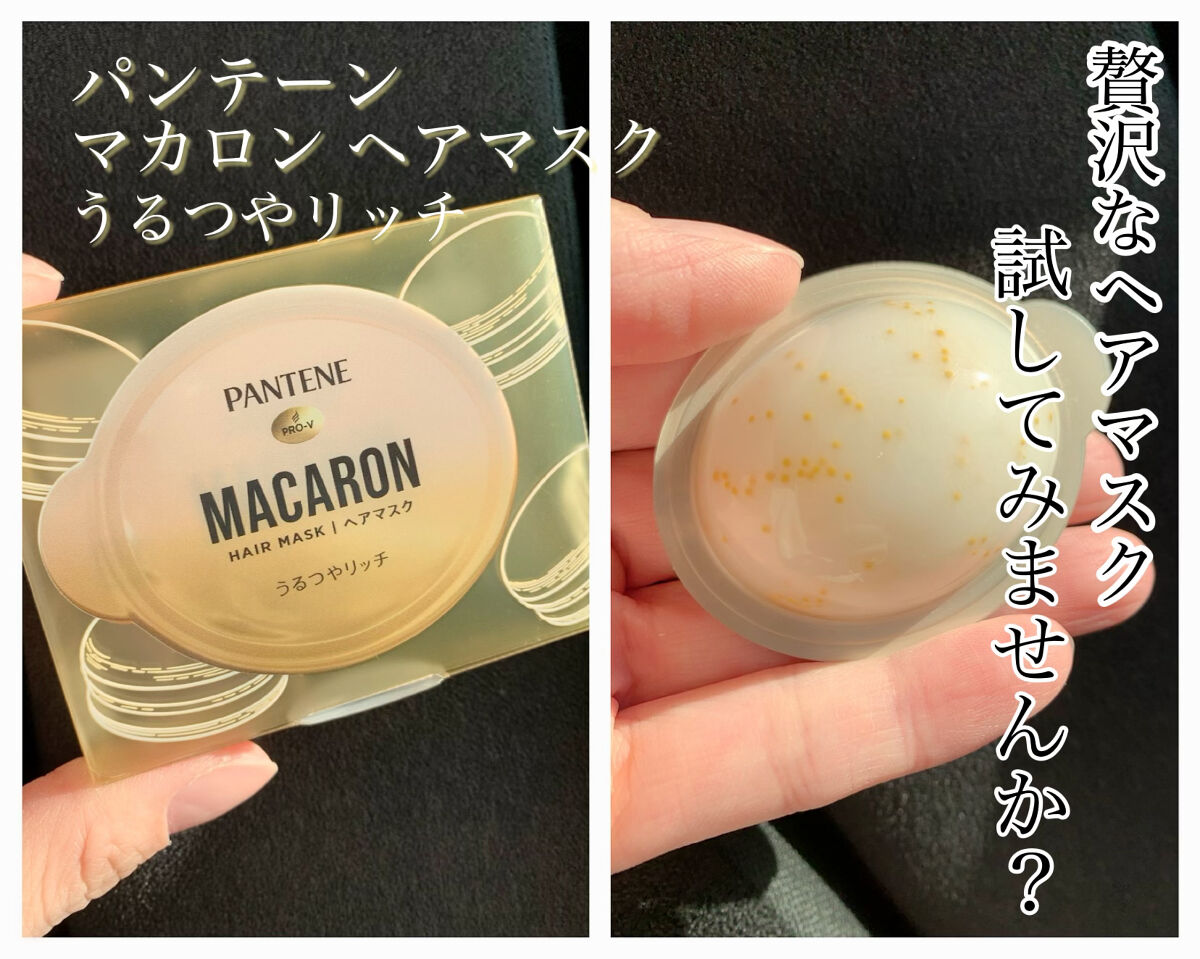 パンテーン
マカロン ヘアマスク
うるつやリッチ
PANTENE
PRO-V
MACARON
HAIR MASK | ヘアマスク
うるつやリッチ
贅沢なヘアマスク
試してみませんか?